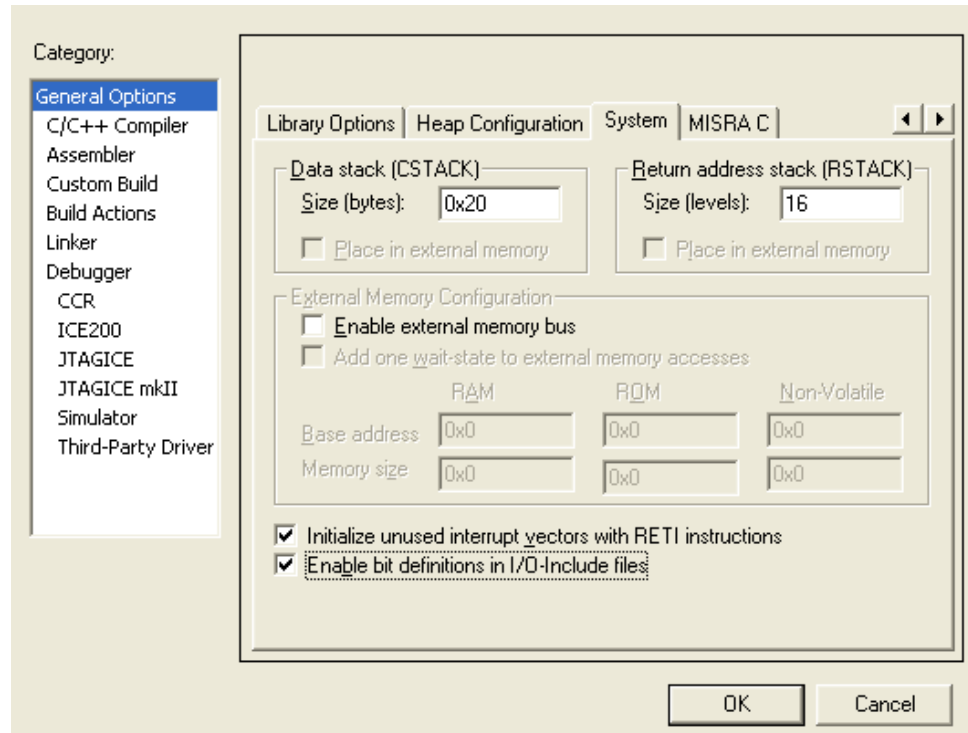 Category:
General Options
C/C++ Compiler
Assembler
Custom Build
Build Actions
Linker
Debugger
CCR
ICE200
JTAGICE
JTAGICE mkII
Simulator
Third-Party Driver
Library Options Heap Configuration System MISRA C
Data stack (CSTACK)
Size (bytes): 0x20
Place in external memory
Return address stack (RSTACK)
Size (levels): 16
Place in external memory
External Memory Configuration
Enable external memory bus
Add one wait-state to external memory accesses
RAM ROM Non-Volatile
Base address 0x0 0x0 0x0
Memory size 0x0 0x0 0x0
Initialize unused interrupt vectors with RETI instructions
Enable bit definitions in I/O-Include files
OK Cancel